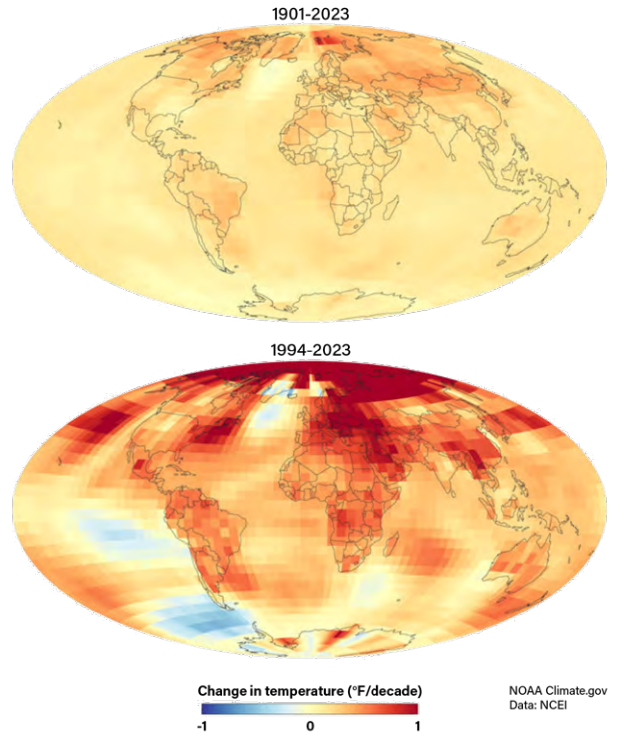 1901-2023
1994-2023
Change in temperature (°F/decade)
-1 0 1
NOAA Climate.gov
Data: NCEI